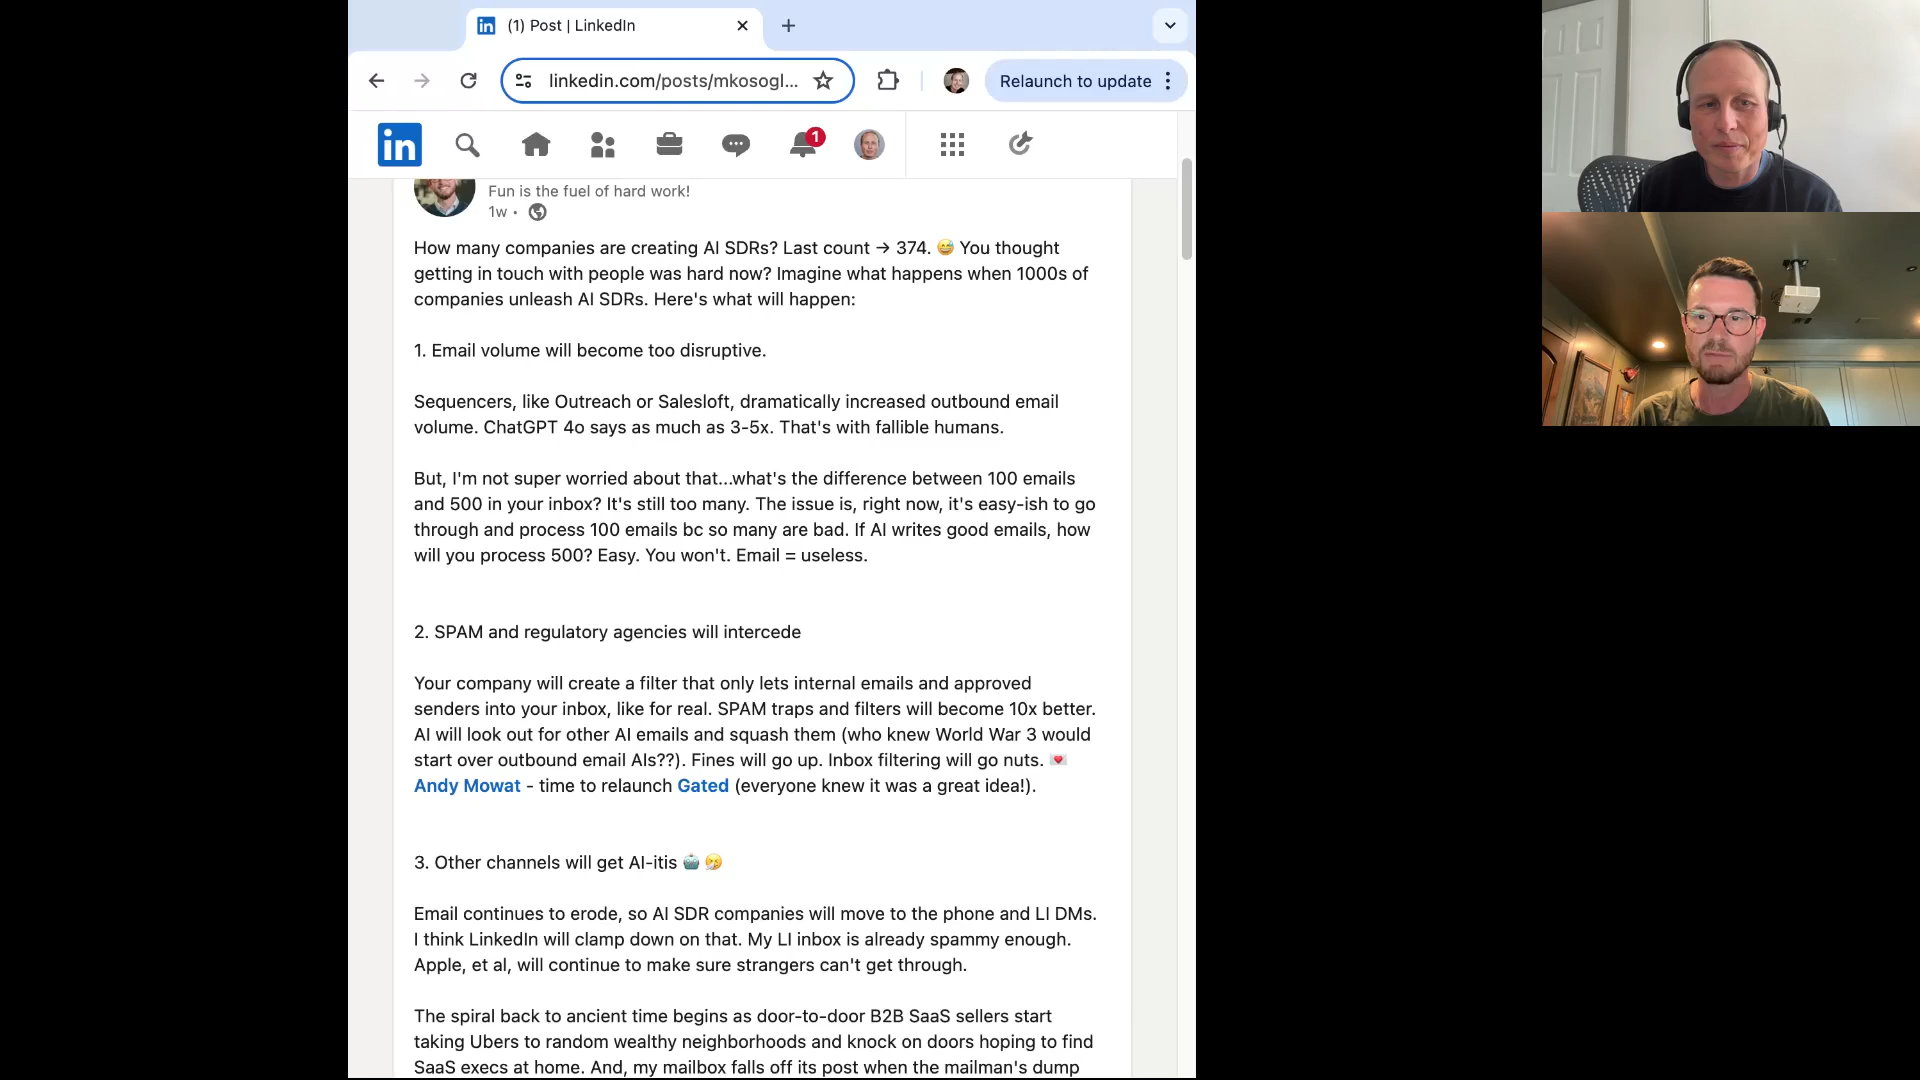 (1) Post | LinkedIn
linkedin.com/posts/mkosogl...
Relaunch to update
in
1
Fun is the fuel of hard work!
1w •
How many companies are creating AI SDRs? Last count → 374. 😅 You thought
getting in touch with people was hard now? Imagine what happens when 1000s of
companies unleash AI SDRs. Here's what will happen:
1. Email volume will become too disruptive.
Sequencers, like Outreach or Salesloft, dramatically increased outbound email
volume. ChatGPT 4o says as much as 3-5x. That's with fallible humans.
But, I'm not super worried about that...what's the difference between 100 emails
and 500 in your inbox? It's still too many. The issue is, right now, it's easy-ish to go
through and process 100 emails bc so many are bad. If AI writes good emails, how
will you process 500? Easy. You won't. Email = useless.
2. SPAM and regulatory agencies will intercede
Your company will create a filter that only lets internal emails and approved
senders into your inbox, like for real. SPAM traps and filters will become 10x better.
AI will look out for other AI emails and squash them (who knew World War 3 would
start over outbound email AIs??). Fines will go up. Inbox filtering will go nuts. 💌
Andy Mowat - time to relaunch Gated (everyone knew it was a great idea!).
3. Other channels will get AI-itis 🤖 🤧
Email continues to erode, so AI SDR companies will move to the phone and LI DMs.
I think LinkedIn will clamp down on that. My LI inbox is already spammy enough.
Apple, et al, will continue to make sure strangers can't get through.
The spiral back to ancient time begins as door-to-door B2B SaaS sellers start
taking Ubers to random wealthy neighborhoods and knock on doors hoping to find
SaaS execs at home. And, my mailbox falls off its post when the mailman's dump